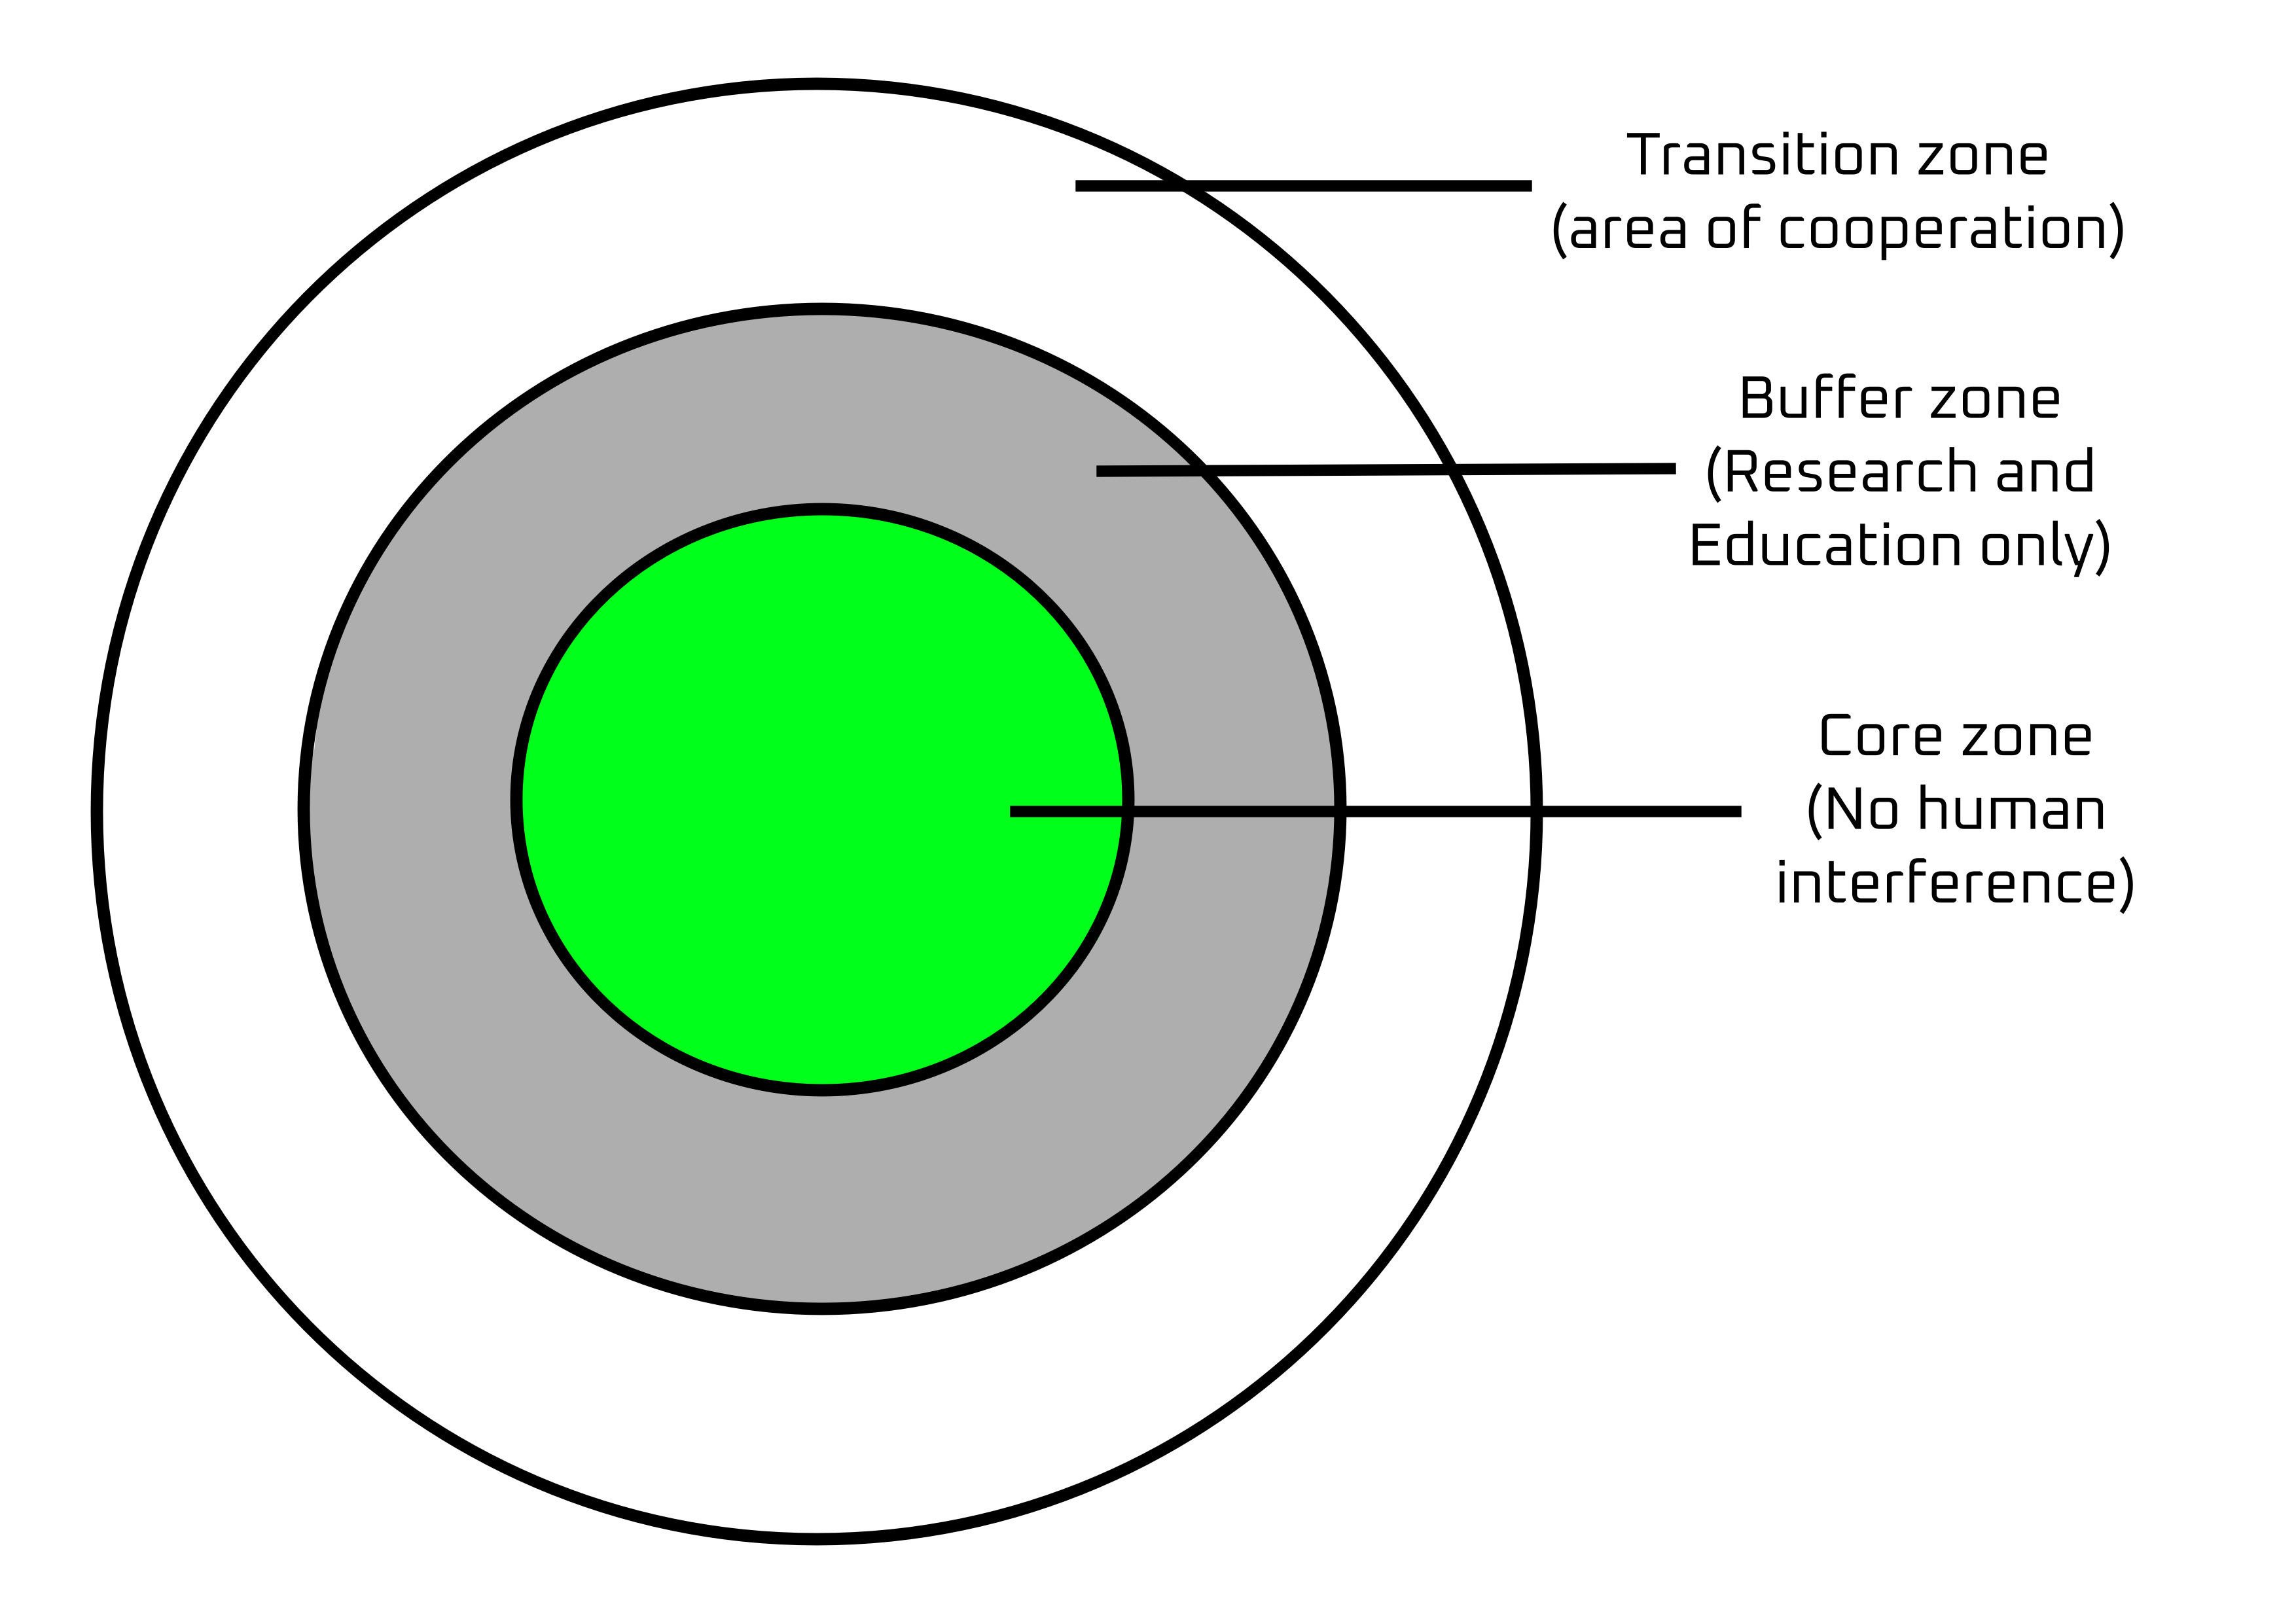 Transition zone
(area of cooperation)
Buffer zone
(Research and
Education only)
Core zone
(No human
interference)